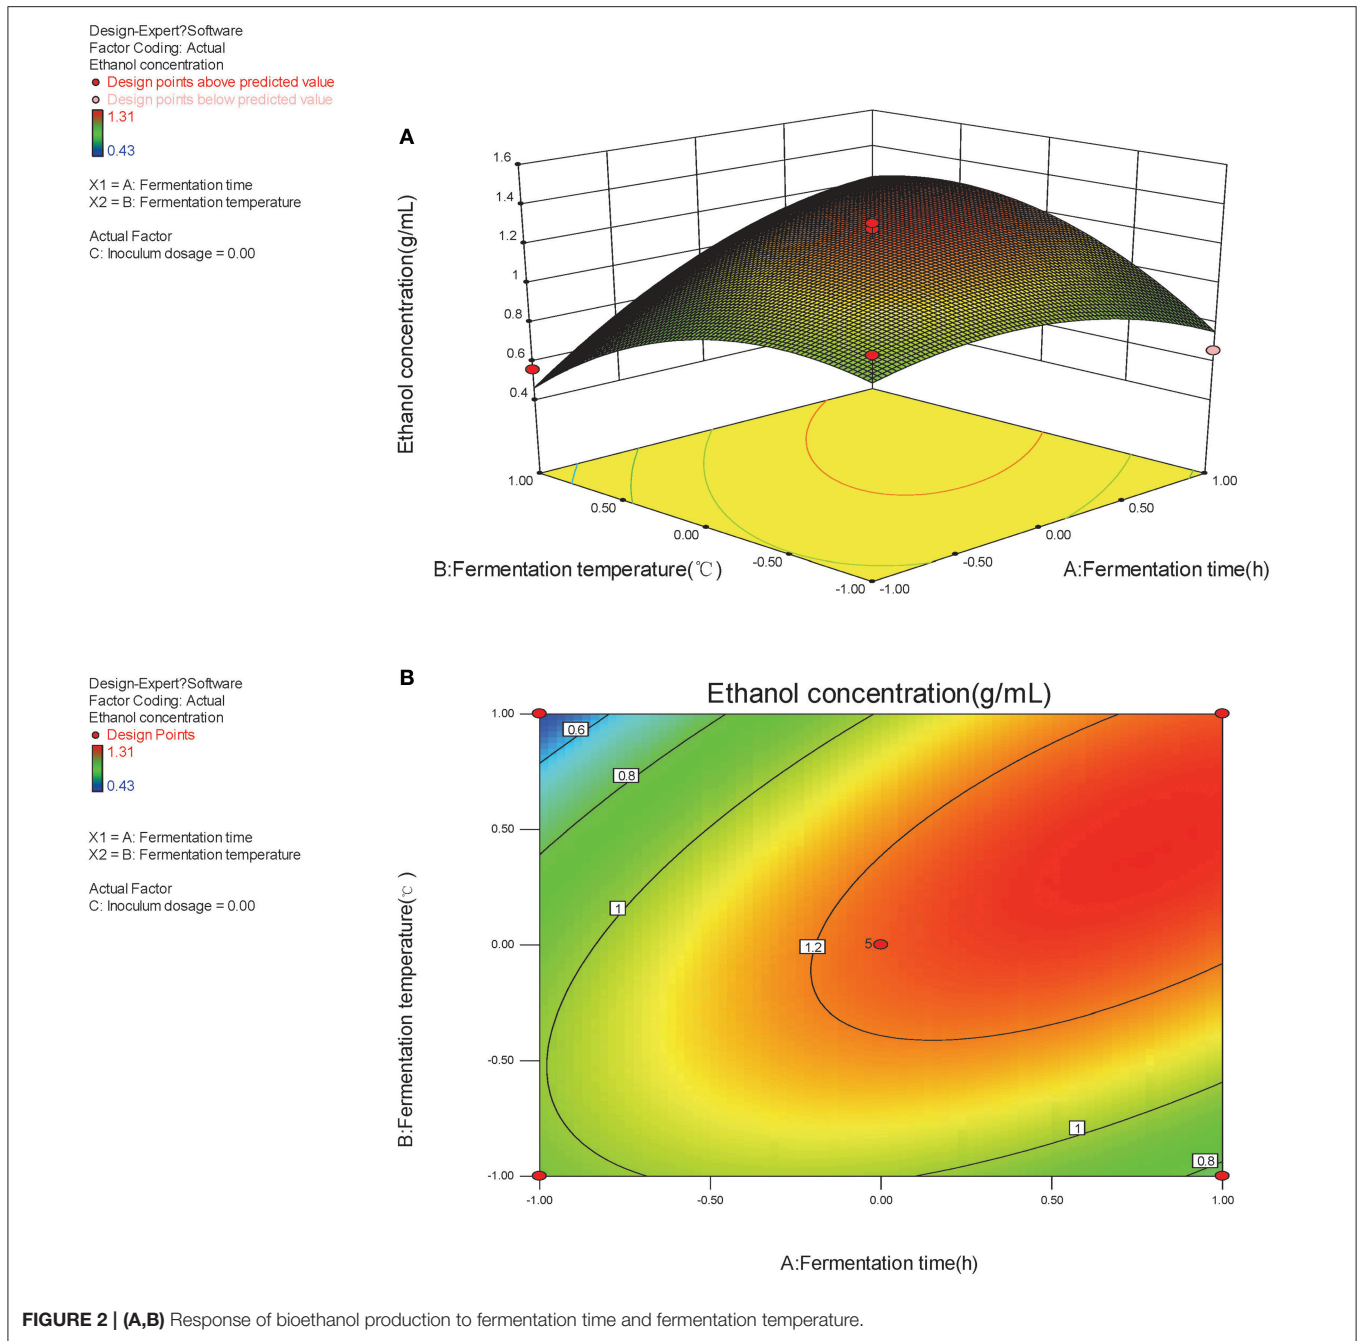 Design-Expert?Software
Factor Coding: Actual
Ethanol concentration
Design points above predicted value
Design points below predicted value
1.31
0.43
X1 = A: Fermentation time
X2 = B: Fermentation temperature
Actual Factor
C: Inoculum dosage = 0.00
A
Ethanol concentration(g/mL)
1.6
1.4
1.2
1
0.8
0.6
0.4
1.00
0.50
0.00
-0.50
-1.00
-1.00
-0.50
0.00
0.50
1.00
B:Fermentation temperature(℃)
A:Fermentation time(h)
Design-Expert?Software
Factor Coding: Actual
Ethanol concentration
Design Points
1.31
0.43
X1 = A: Fermentation time
X2 = B: Fermentation temperature
Actual Factor
C: Inoculum dosage = 0.00
B
Ethanol concentration(g/mL)
B:Fermentation temperature(℃)
1.00
0.50
0.00
-0.50
-1.00
0.6
0.8
1
1.2
5
1
0.8
-1.00
-0.50
0.00
0.50
1.00
A:Fermentation time(h)
FIGURE 2 | (A,B) Response of bioethanol production to fermentation time and fermentation temperature.